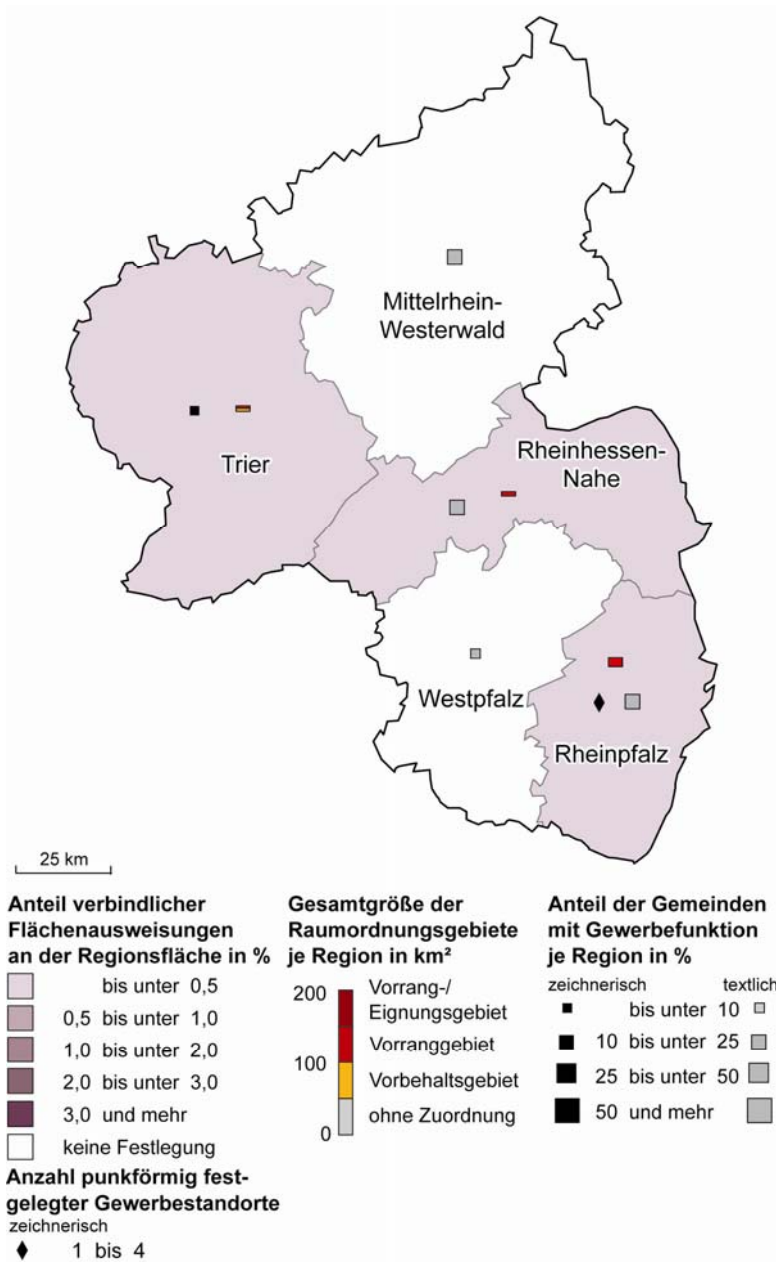 Mittelrhein-
Westerwald
Rheinhessen-
Nahe
Trier
Westpfalz
Rheinpfalz
25 km
Anteil verbindlicher
Flächenausweisungen
an der Regionsfläche in %
bis unter 0,5
0,5 bis unter 1,0
1,0 bis unter 2,0
2,0 bis unter 3,0
3,0 und mehr
keine Festlegung
Gesamtgröße der
Raumordnungsgebiete
je Region in km²
200
100
0
Vorrang-/
Eignungsgebiet
Vorranggebiet
Vorbehaltsgebiet
ohne Zuordnung
Anteil der Gemeinden
mit Gewerbefunktion
je Region in %
zeichnerisch textlich
bis unter 10
10 bis unter 25
25 bis unter 50
50 und mehr
Anzahl punkförmig fest-
gelegter Gewerbestandorte
zeichnerisch
1 bis 4